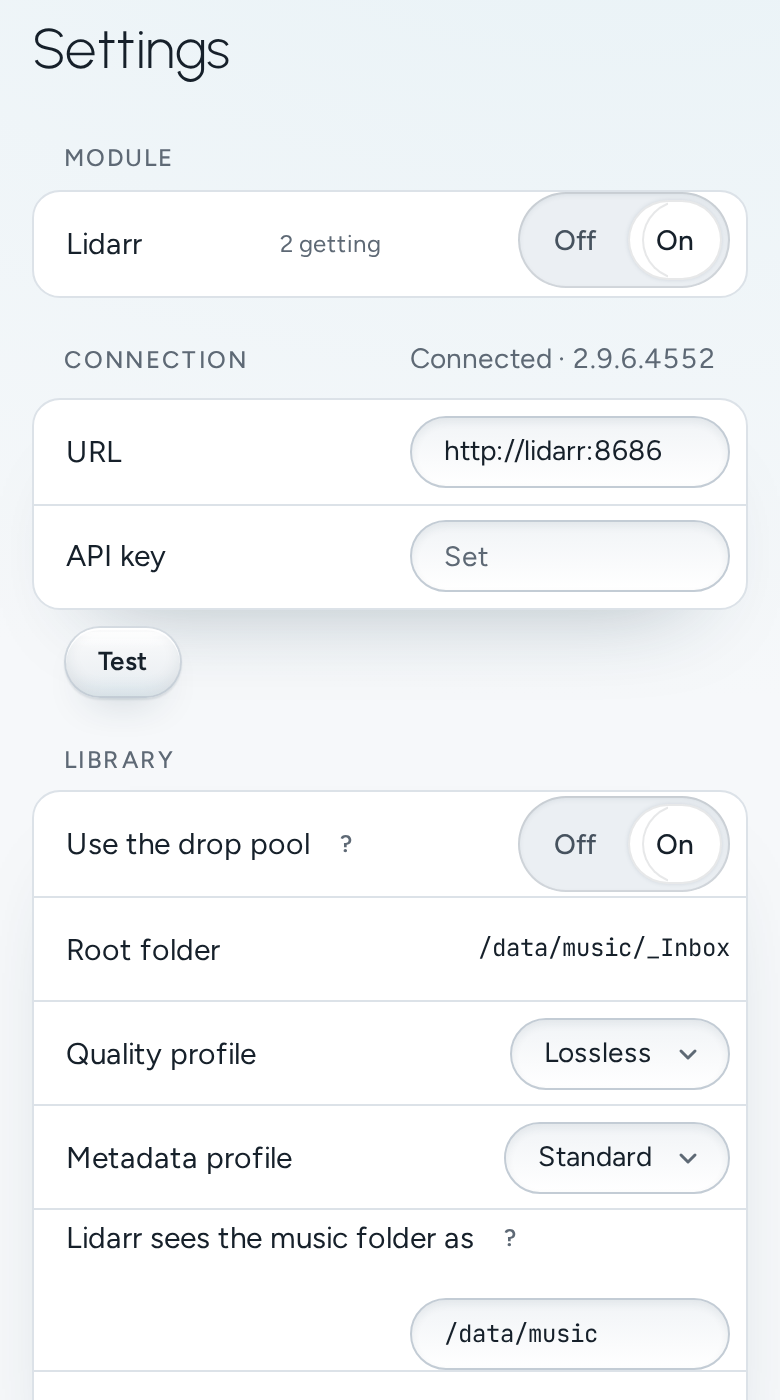 Settings
MODULE
Lidarr 2 getting Off On
CONNECTION Connected · 2.9.6.4552
URL http://lidarr:8686
API key Set
Test
LIBRARY
Use the drop pool ? Off On
Root folder /data/music/_Inbox
Quality profile Lossless
Metadata profile Standard
Lidarr sees the music folder as ?
/data/music